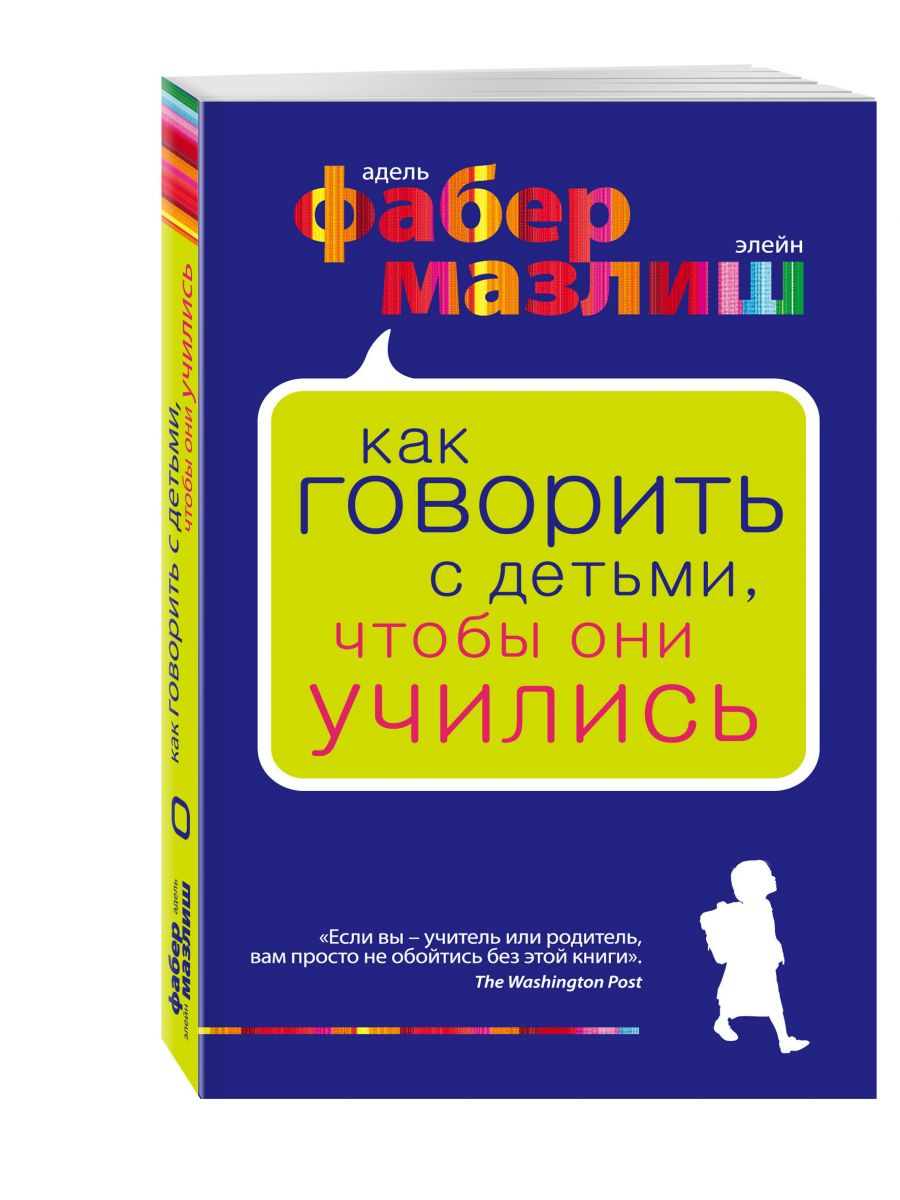 адель
фабер
элейн
мазлиш
как
говорить
с детьми,
чтобы они
учились
«Если вы – учитель или родитель,
вам просто не обойтись без этой книги».
The Washington Post
адель фабер
элейн мазлиш
как говорить с детьми,
чтобы они учились